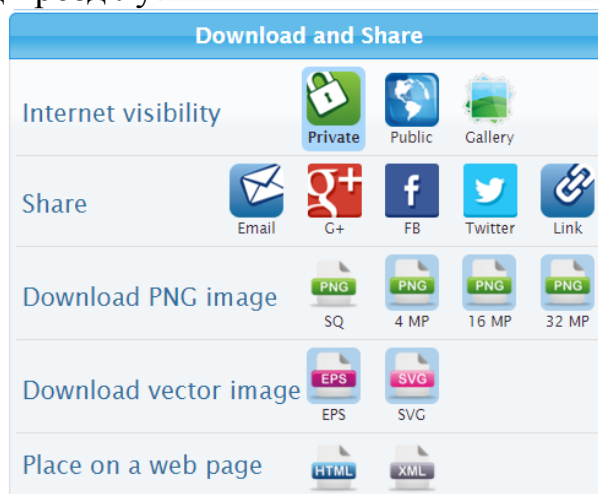 Download and Share
Internet visibility
Private Public Gallery
Share
Email G+ FB Twitter Link
Download PNG image
PNG PNG PNG PNG
SQ 4 MP 16 MP 32 MP
Download vector image
EPS SVG
EPS SVG
Place on a web page
HTML XML